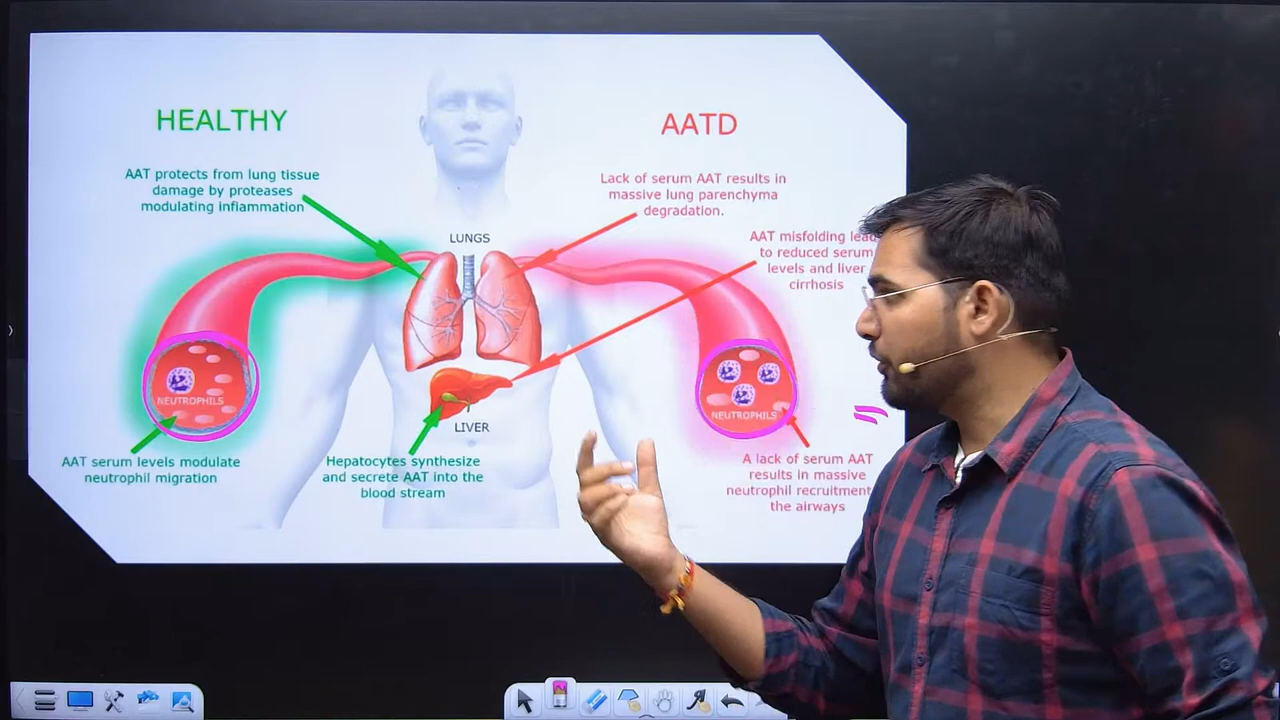 HEALTHY
AATD
AAT protects from lung tissue
damage by proteases
modulating inflammation
Lack of serum AAT results in
massive lung parenchyma
degradation.
LUNGS
AAT misfolding lead
to reduced serum
levels and liver
cirrhosis
NEUTROPHILS
NEUTROPHILS
LIVER
AAT serum levels modulate
neutrophil migration
Hepatocytes synthesize
and secrete AAT into the
blood stream
A lack of serum AAT
results in massive
neutrophil recruitment
the airways